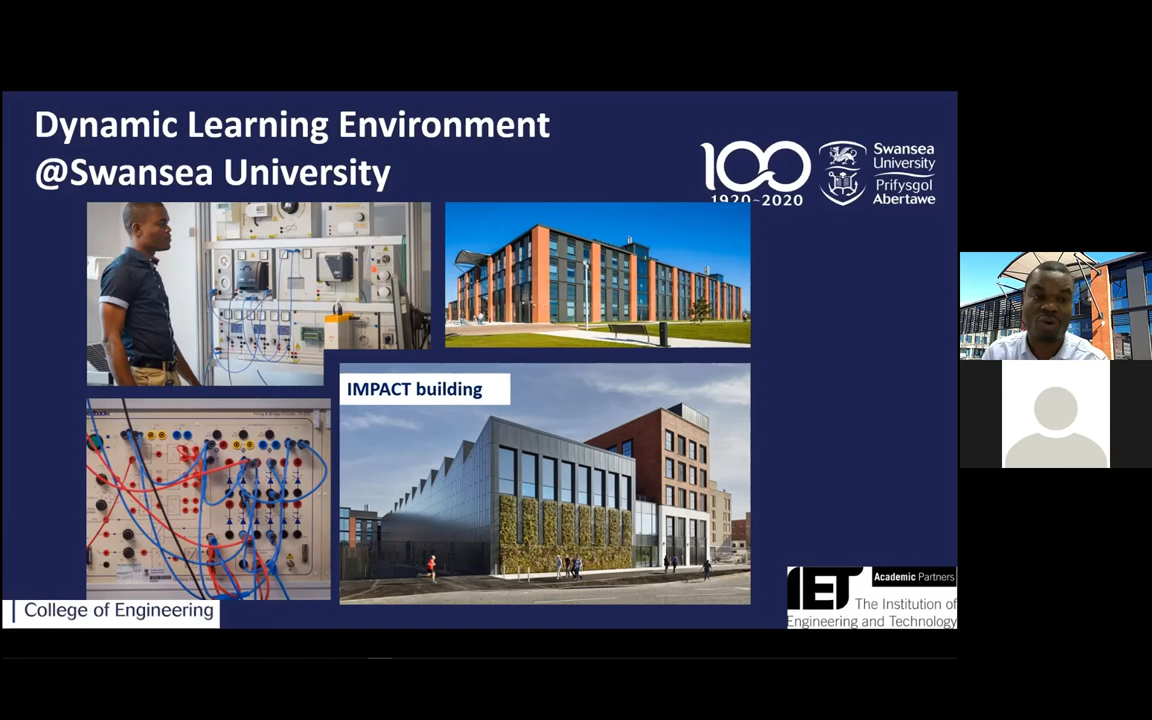 Dynamic Learning Environment
@Swansea University
100
1920-2020
Swansea
University
Prifysgol
Abertawe
IMPACT building
College of Engineering
IET
Academic Partners
The Institution of
Engineering and Technology